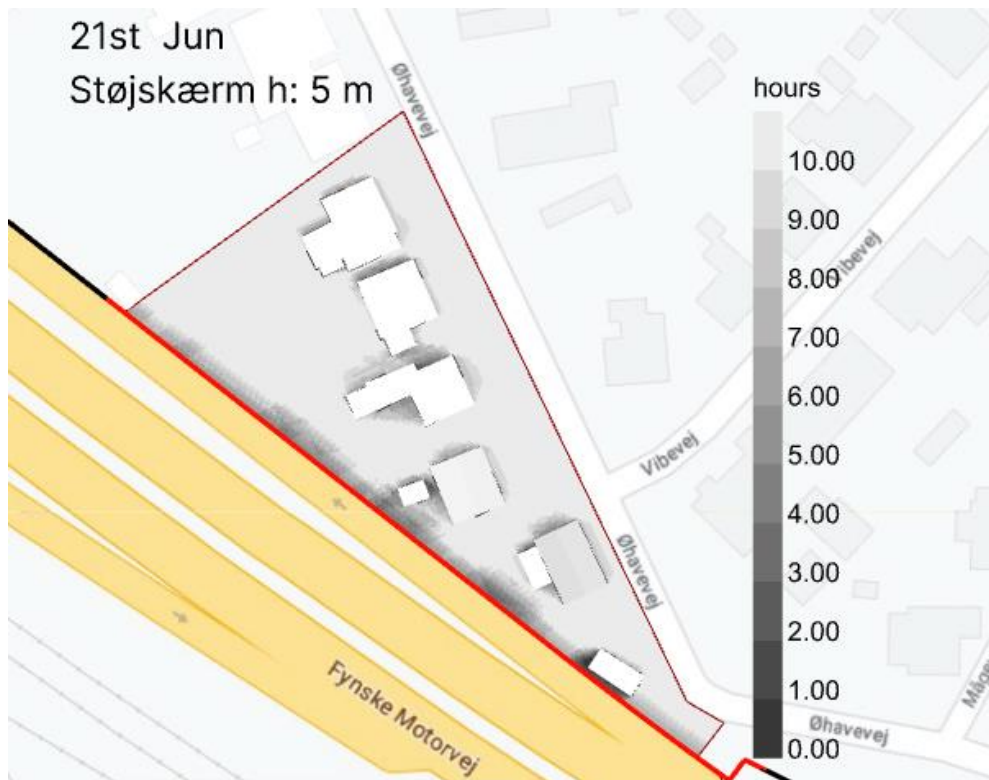 21st Jun
Støjskærm h: 5 m
hours
10.00
9.00
8.00
7.00
6.00
5.00
4.00
3.00
2.00
1.00
0.00
Øhavevej
Vibevej
Vibevej
Øhavevej
Øhavevej
Fynske Motorvej